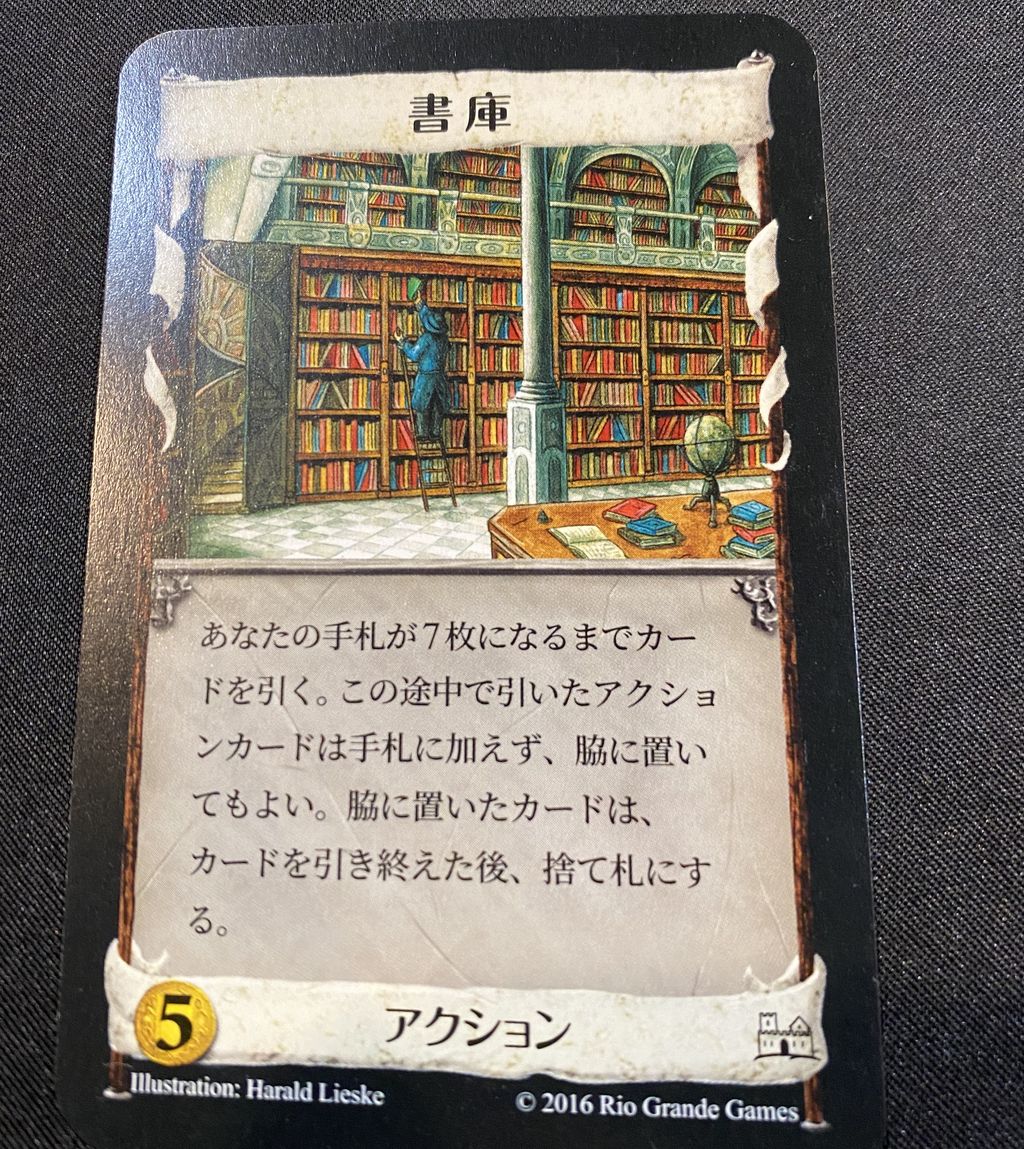 書庫
あなたの手札が7枚になるまでカー
ドを引く。この途中で引いたアクショ
ンカードは手札に加えず、脇に置い
てもよい。脇に置いたカードは、
カードを引き終えた後、捨て札にす
る。
5
アクション
Illustration: Harald Lieske
© 2016 Rio Grande Games